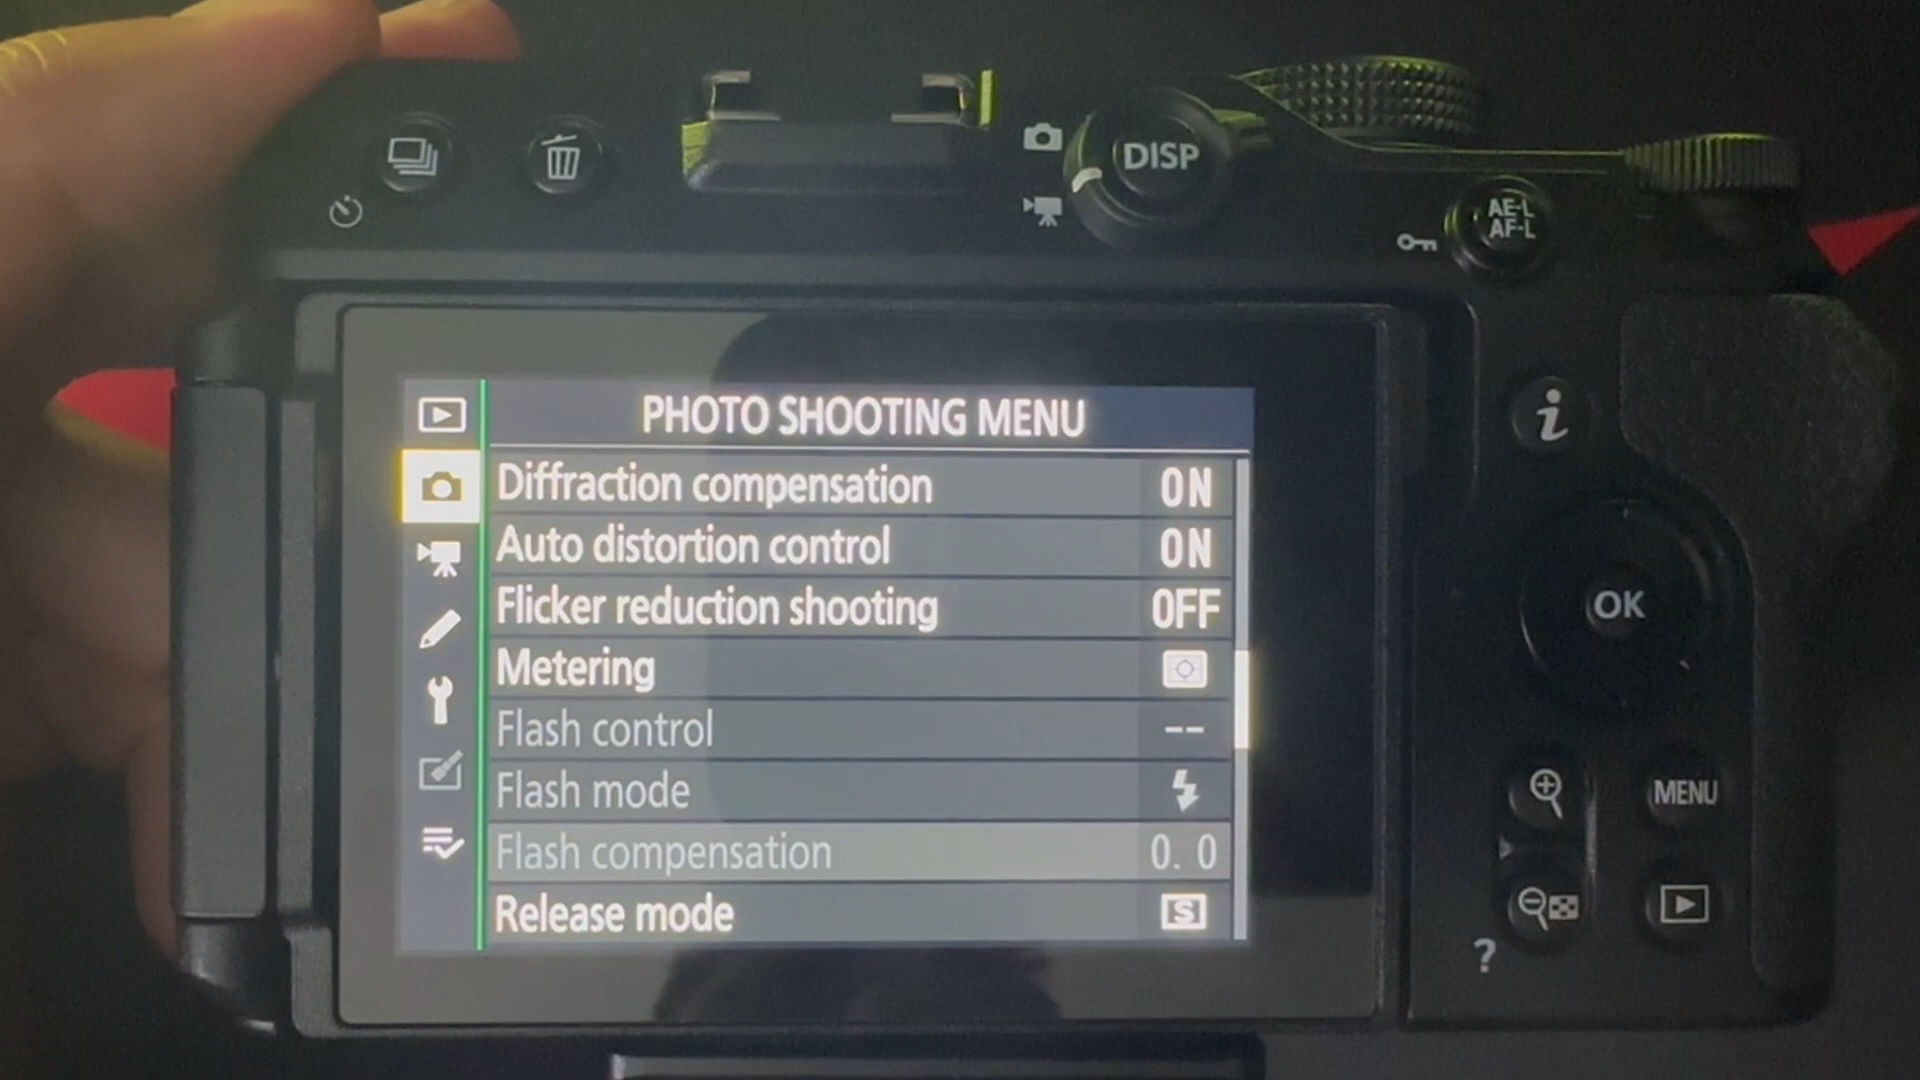 DISP
AE-L
AF-L
PHOTO SHOOTING MENU
Diffraction compensation ON
Auto distortion control ON
Flicker reduction shooting OFF
Metering
Flash control --
Flash mode
Flash compensation 0. 0
Release mode S
i
OK
MENU
?